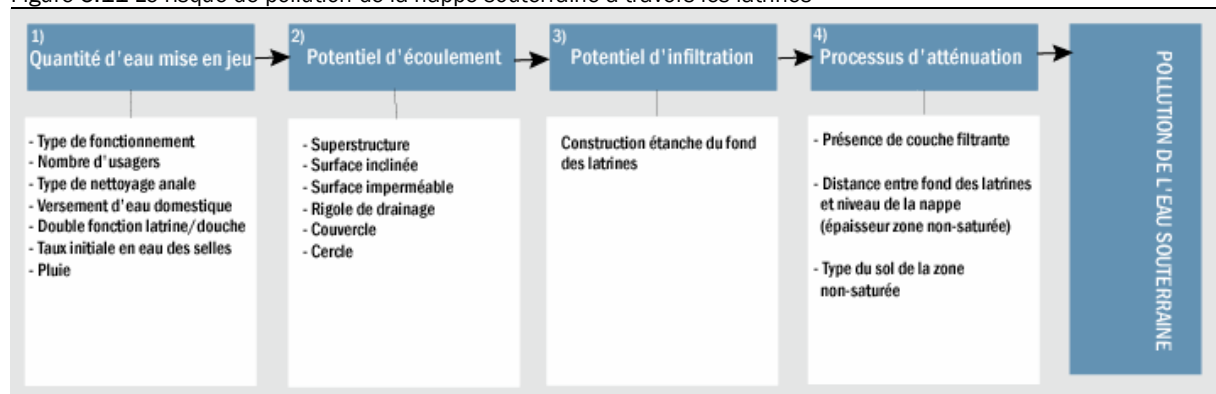 Figure 3.11 Le risque de pollution de la nappe souterraine à travers les latrines
1)
Quantité d'eau mise en jeu
- Type de fonctionnement
- Nombre d'usagers
- Type de nettoyage anale
- Versement d'eau domestique
- Double fonction latrine/douche
- Taux initiale en eau des selles
- Pluie
2)
Potentiel d'écoulement
- Superstructure
- Surface inclinée
- Surface imperméable
- Rigole de drainage
- Couvercle
- Cercle
3)
Potentiel d'infiltration
Construction étanche du fond
des latrines
4)
Processus d'atténuation
- Présence de couche filtrante
- Distance entre fond des latrines
et niveau de la nappe
(épaisseur zone non-saturée)
- Type du sol de la zone
non-saturée
POLLUTION DE L'EAU SOUTERRAINE